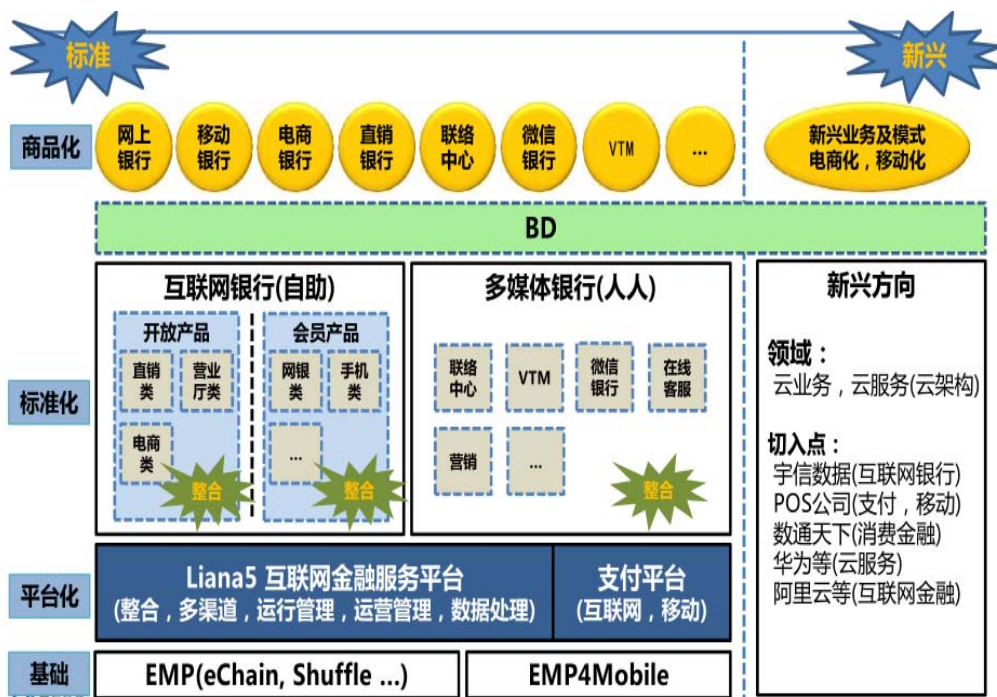 标准
新兴
商品化
网上
银行
移动
银行
电商
银行
直销
银行
联络
中心
微信
银行
VTM
...
新兴业务及模式
电商化，移动化
BD
标准化
互联网银行(自助)
开放产品
直销
类
营业
厅类
电商
类
整合
会员产品
网银
类
手机
类
...
整合
多媒体银行(人人)
联络
中心
VTM
微信
银行
在线
客服
营销
...
整合
新兴方向
领域：
云业务，云服务(云架构)
切入点：
宇信数据(互联网银行)
POS公司(支付，移动)
数通天下(消费金融)
华为等(云服务)
阿里云等(互联网金融)
平台化
Liana5 互联网金融服务平台
(整合，多渠道，运行管理，运营管理，数据处理)
支付平台
(互联网，移动)
基础
EMP(eChain, Shuffle ...)
EMP4Mobile